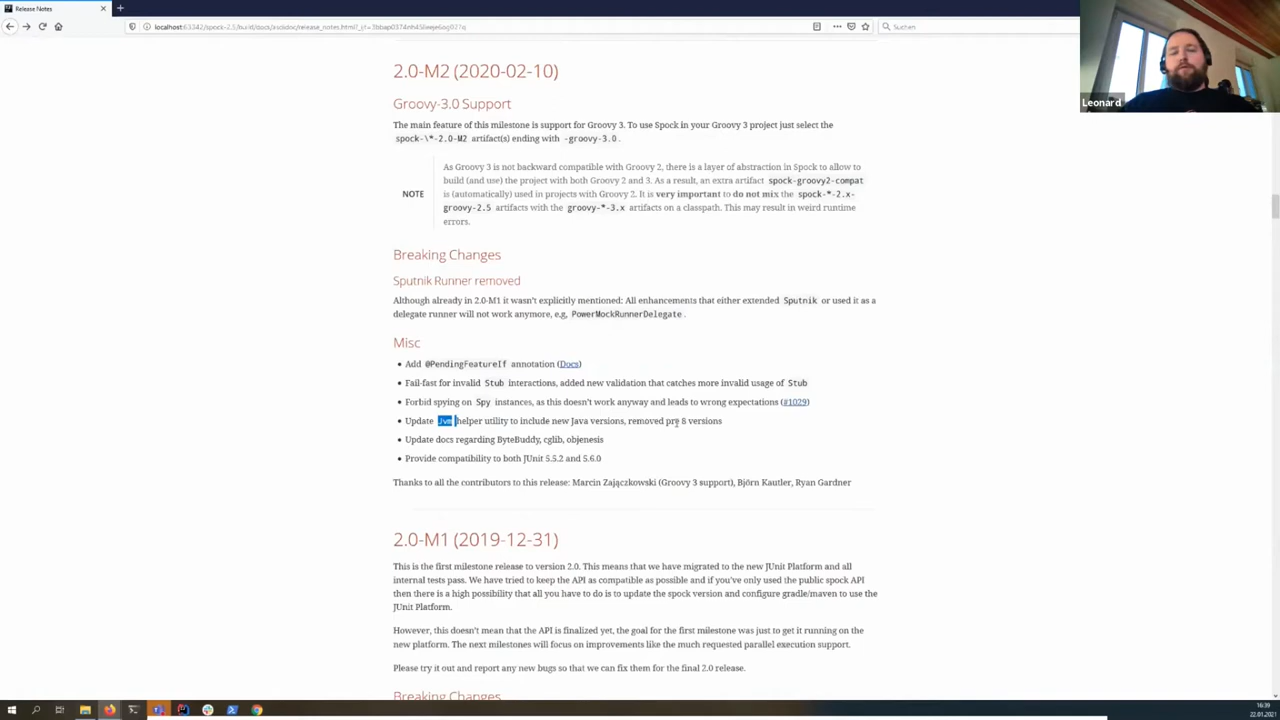 Release Notes
Suchen
Leonard
2.0-M2 (2020-02-10)
Groovy-3.0 Support
The main feature of this milestone is support for Groovy 3. To use Spock in your Groovy 3 project just select the
spock-\*-2.0-M2 artifact(s) ending with -groovy-3.0.
As Groovy 3 is not backward compatible with Groovy 2, there is a layer of abstraction in Spock to allow to
build (and use) the project with both Groovy 2 and 3. As a result, an extra artifact spock-groovy2-compat
NOTE is (automatically) used in projects with Groovy 2. It is very important to do not mix the spock-*-2.x-
groovy-2.5 artifacts with the groovy-*-3.x artifacts on a classpath. This may result in weird runtime
errors.
Breaking Changes
Sputnik Runner removed
Although already in 2.0-M1 it wasn't explicitly mentioned: All enhancements that either extended Sputnik or used it as a
delegate runner will not work anymore, e.g, PowerMockRunnerDelegate.
Misc
• Add @PendingFeatureIf annotation (Docs)
• Fail-fast for invalid Stub interactions, added new validation that catches more invalid usage of Stub
• Forbid spying on Spy instances, as this doesn't work anyway and leads to wrong expectations (#1029)
• Update Jvm helper utility to include new Java versions, removed pre 8 versions
• Update docs regarding ByteBuddy, cglib, objenesis
• Provide compatibility to both JUnit 5.5.2 and 5.6.0
Thanks to all the contributors to this release: Marcin Zajączkowski (Groovy 3 support), Björn Kautler, Ryan Gardner
2.0-M1 (2019-12-31)
This is the first milestone release to version 2.0. This means that we have migrated to the new JUnit Platform and all
internal tests pass. We have tried to keep the API as compatible as possible and if you've only used the public spock API
then there is a high possibility that all you have to do is to update the spock version and configure gradle/maven to use the
JUnit Platform.
However, this doesn't mean that the API is finalized yet, the goal for the first milestone was just to get it running on the
new platform. The next milestones will focus on improvements like the much requested parallel execution support.
Please try it out and report any new bugs so that we can fix them for the final 2.0 release.
Breaking Changes
16:39
22.01.2021